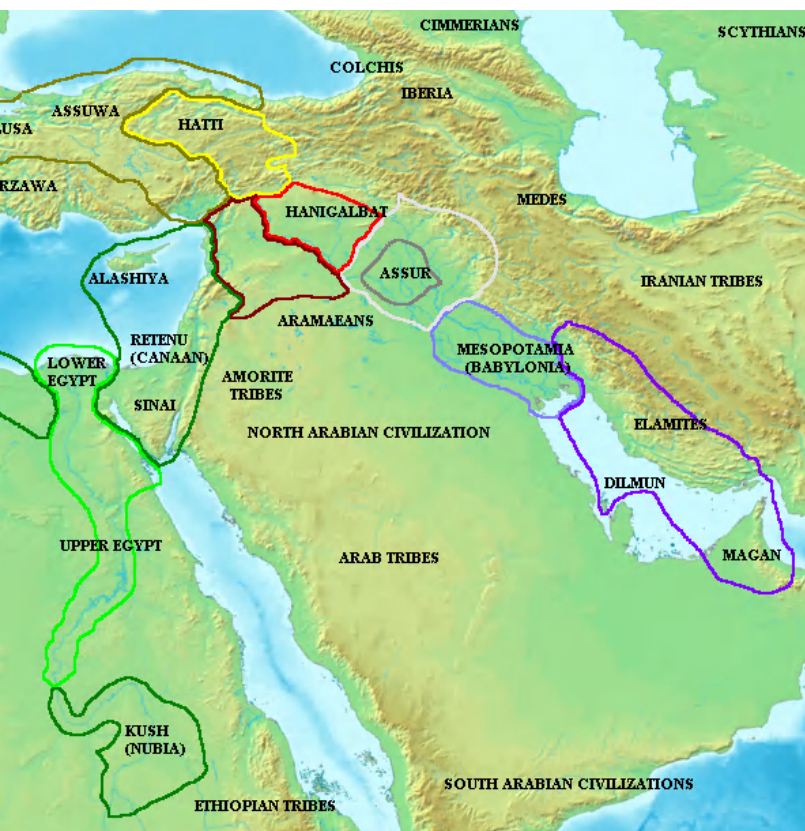 CIMMERIANS
SCYTHIANS
COLCHIS
IBERIA
ASSUWA
HATTI
LUSA
RZAWA
MEDES
HANIGALBAT
ASSUR
ALASHIYA
IRANIAN TRIBES
ARAMAEANS
RETENU
(CANAAN)
MESOPOTAMIA
(BABYLONIA)
LOWER
EGYPT
AMORITE
TRIBES
SINAI
ELAMITES
NORTH ARABIAN CIVILIZATION
DILMUN
UPPER EGYPT
ARAB TRIBES
MAGAN
KUSH
(NUBIA)
SOUTH ARABIAN CIVILIZATIONS
ETHIOPIAN TRIBES